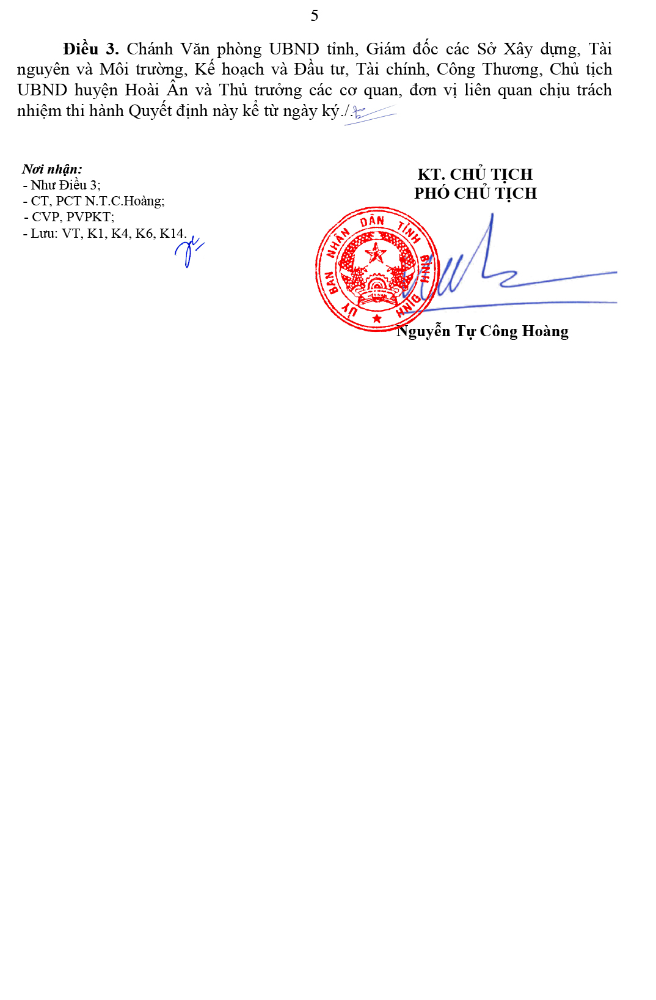 5
Điều 3. Chánh Văn phòng UBND tỉnh, Giám đốc các Sở Xây dựng, Tài
nguyên và Môi trường, Kế hoạch và Đầu tư, Tài chính, Công Thương, Chủ tịch
UBND huyện Hoài Ân và Thủ trưởng các cơ quan, đơn vị liên quan chịu trách
nhiệm thi hành Quyết định này kể từ ngày ký./.
Nơi nhận:
- Như Điều 3;
- CT, PCT N.T.C.Hoàng;
- CVP, PVPKT;
- Lưu: VT, K1, K4, K6, K14.
KT. CHỦ TỊCH
PHÓ CHỦ TỊCH
ỦY BAN NHÂN DÂN TỈNH BÌNH ĐỊNH
VIỆT NAM
Nguyễn Tự Công Hoàng